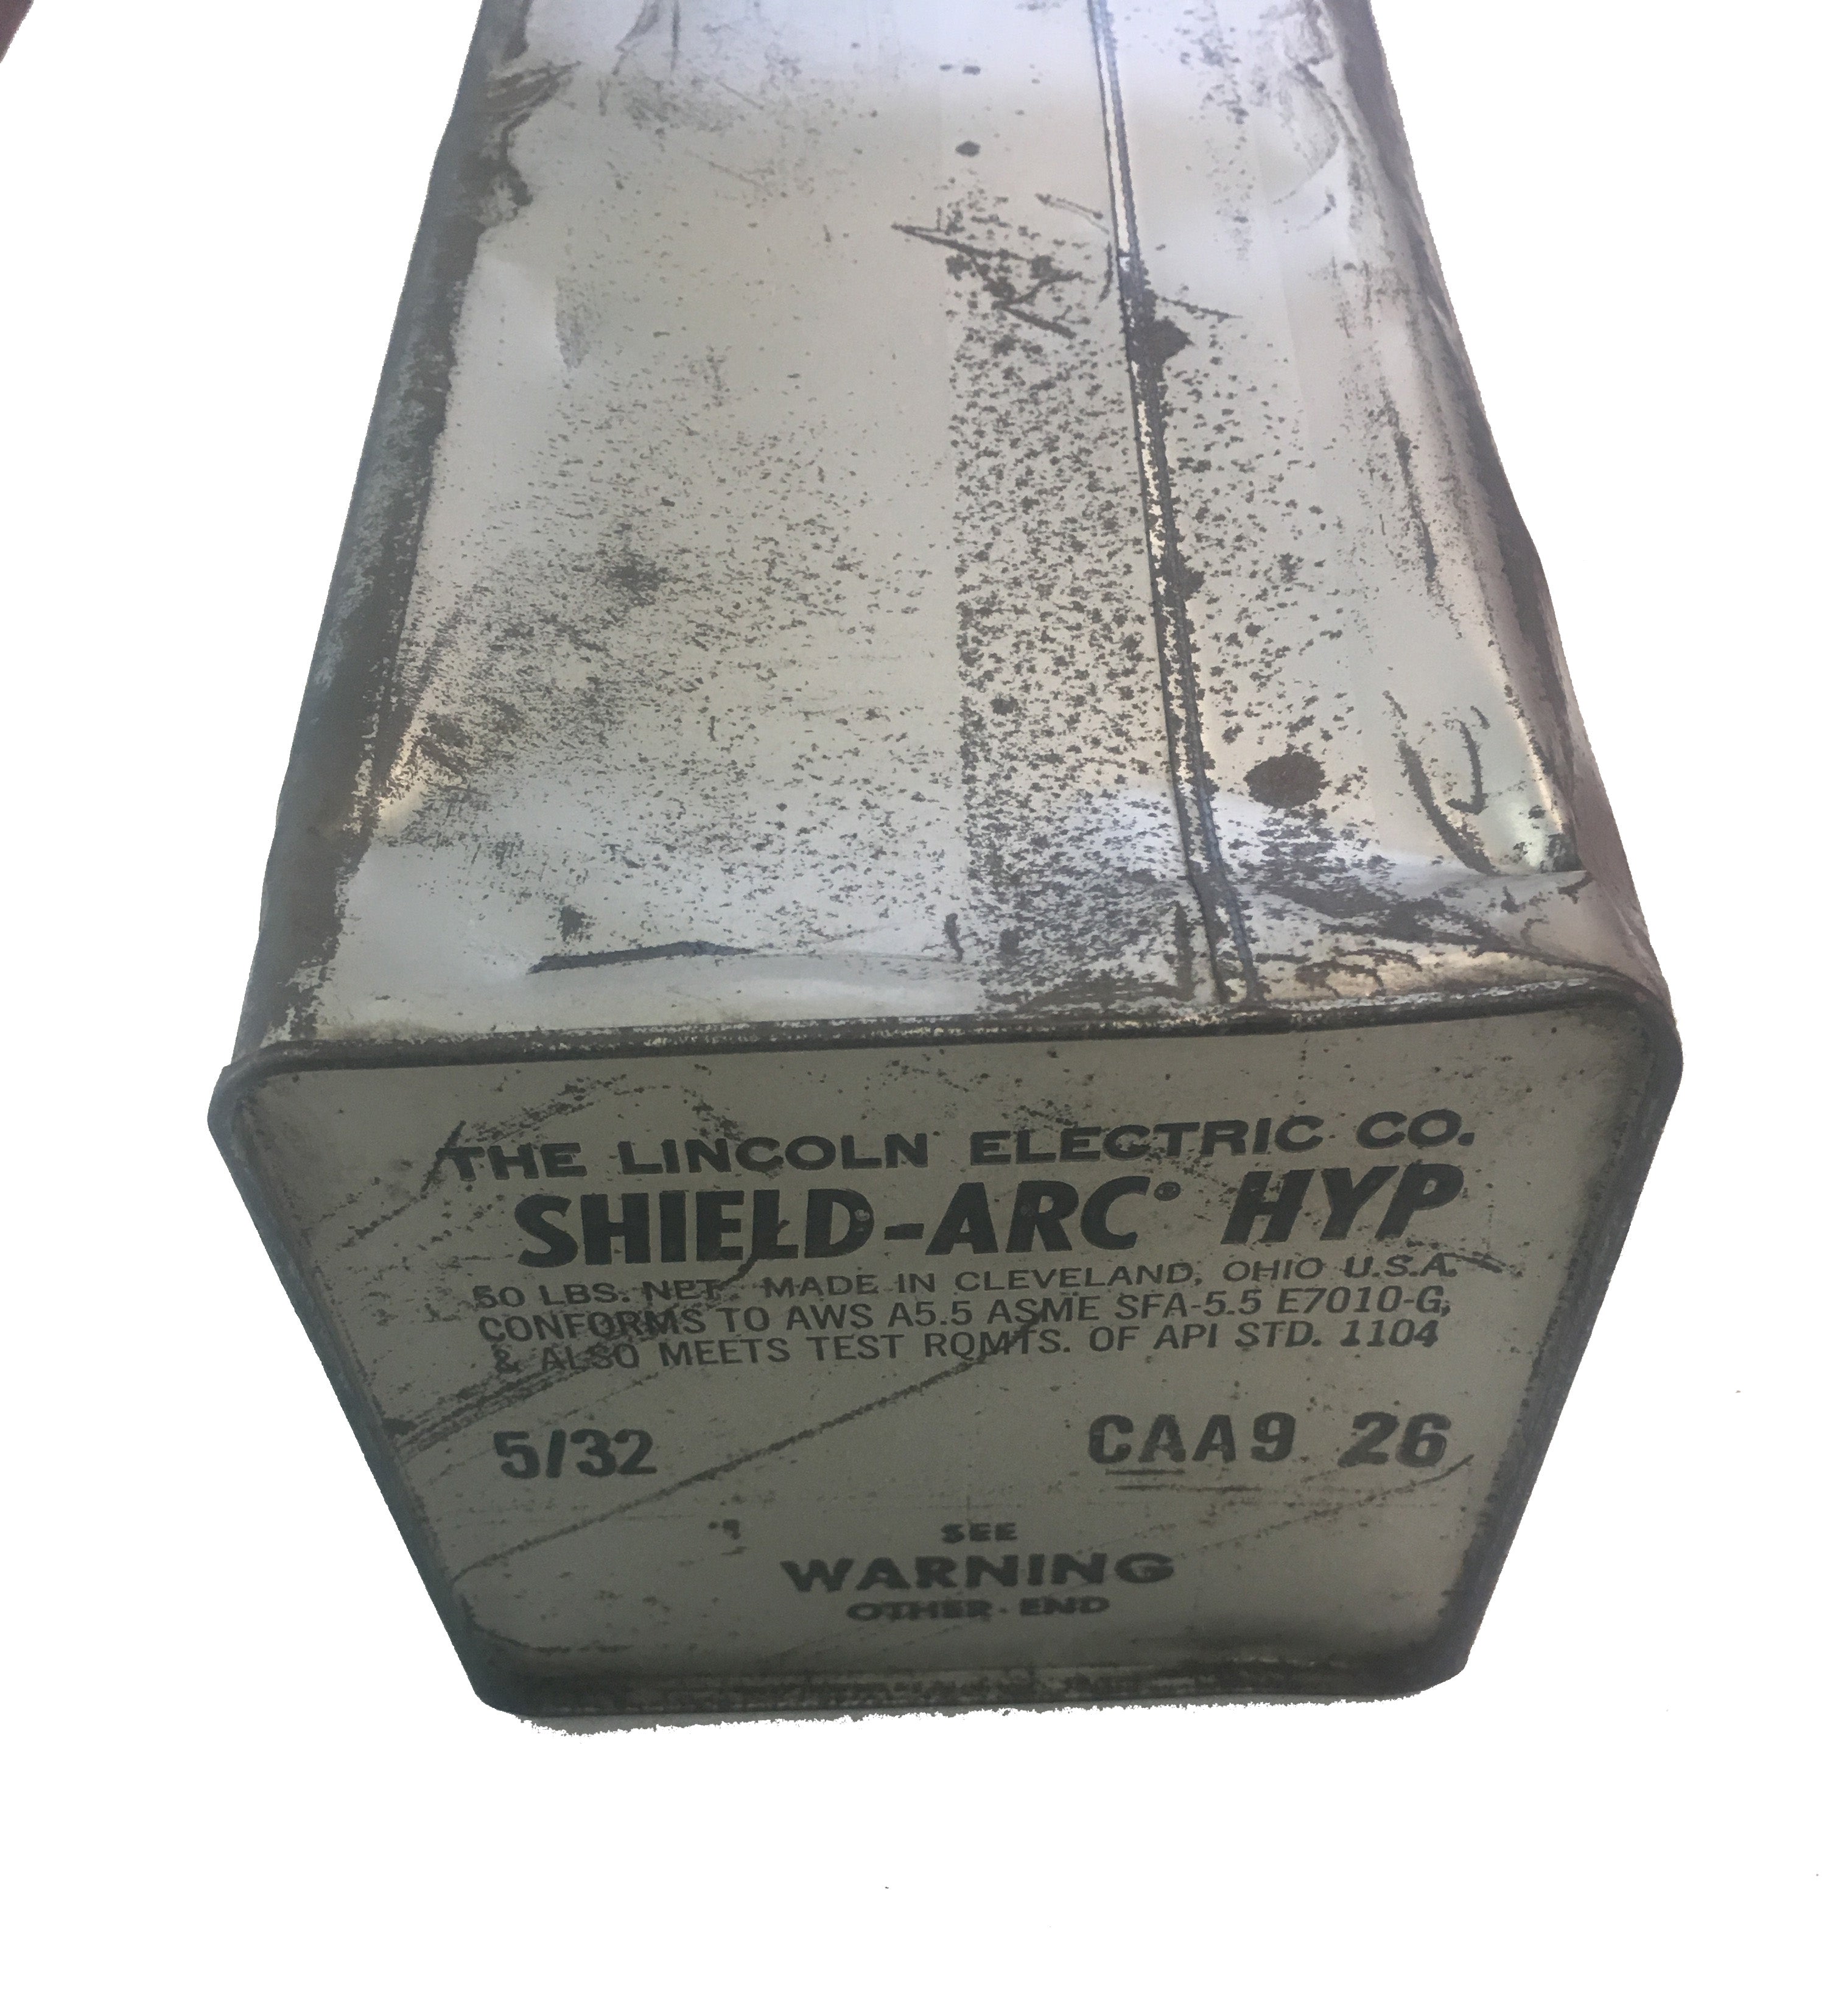 THE LINCOLN ELECTRIC CO.
SHIELD-ARC® HYP
50 LBS. NET. MADE IN CLEVELAND, OHIO U.S.A.
CONFORMS TO AWS A5.5 ASME SFA-5.5 E7010-G,
& ALSO MEETS TEST RQMTS. OF API STD. 1104
5/32 CAA9 26
SEE
WARNING
OTHER END